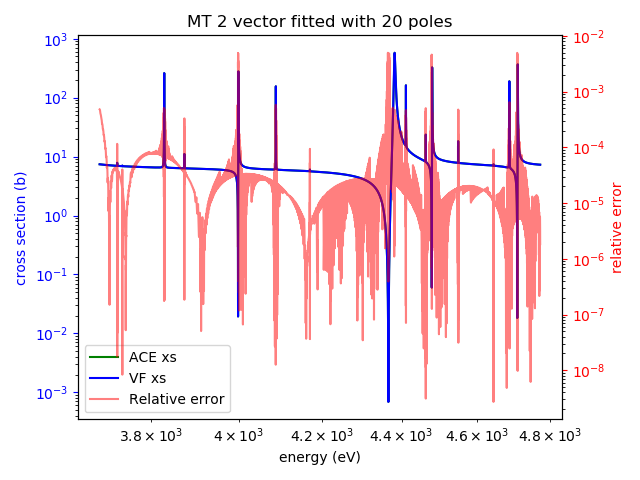 MT 2 vector fitted with 20 poles
10³
10²
10¹
10⁰
10⁻¹
10⁻²
10⁻³
cross section (b)
10⁻²
10⁻³
10⁻⁴
10⁻⁵
10⁻⁶
10⁻⁷
10⁻⁸
relative error
ACE xs
VF xs
Relative error
3.8 × 10³
4 × 10³
4.2 × 10³
4.4 × 10³
4.6 × 10³
4.8 × 10³
energy (eV)